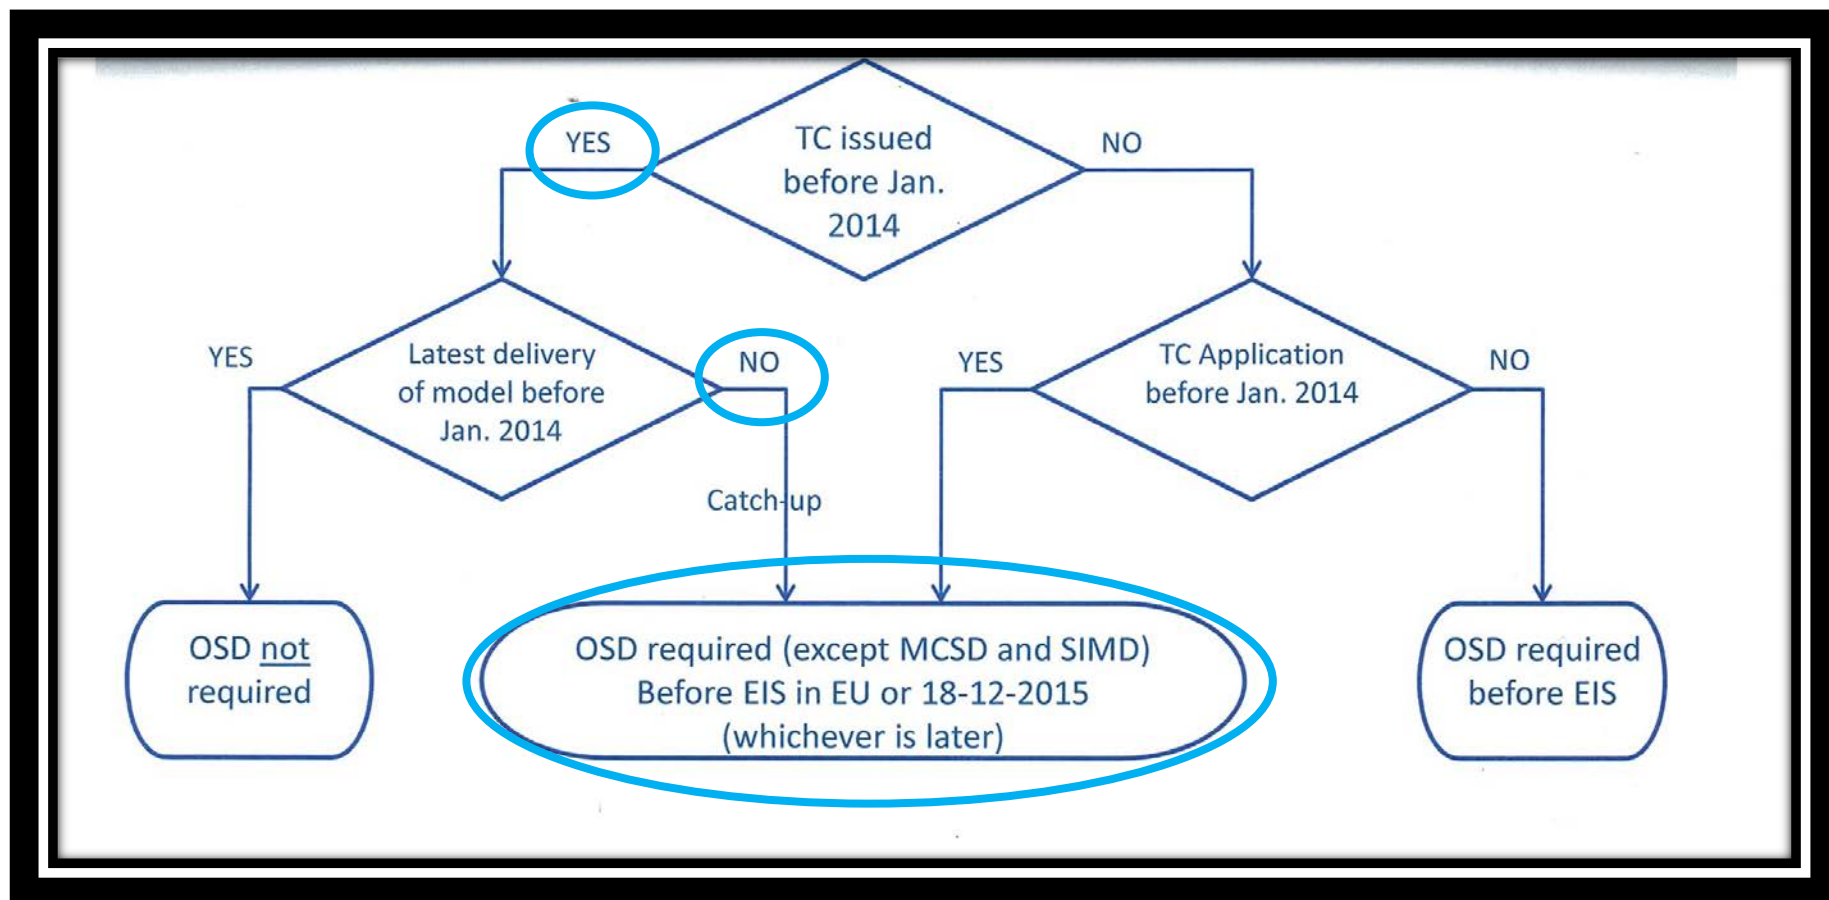 YES
TC issued
before Jan.
2014
NO
YES
Latest delivery
of model before
Jan. 2014
NO
YES
TC Application
before Jan. 2014
NO
Catch-up
OSD not
required
OSD required (except MCSD and SIMD)
Before EIS in EU or 18-12-2015
(whichever is later)
OSD required
before EIS